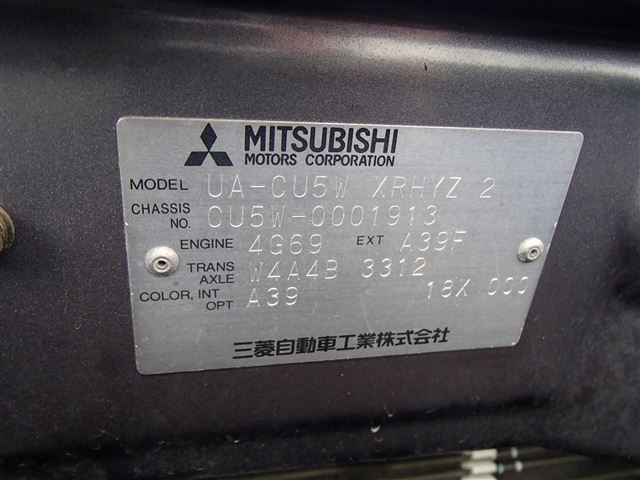 MITSUBISHI
MOTORS CORPORATION
MODEL UA-CU5W XRHYZ 2
CHASSIS NO. CU5W-0001913
ENGINE 4G69 EXT A39F
TRANS AXLE W4A4B 3312
COLOR, INT OPT A39 18X 000
三菱自動車工業株式会社